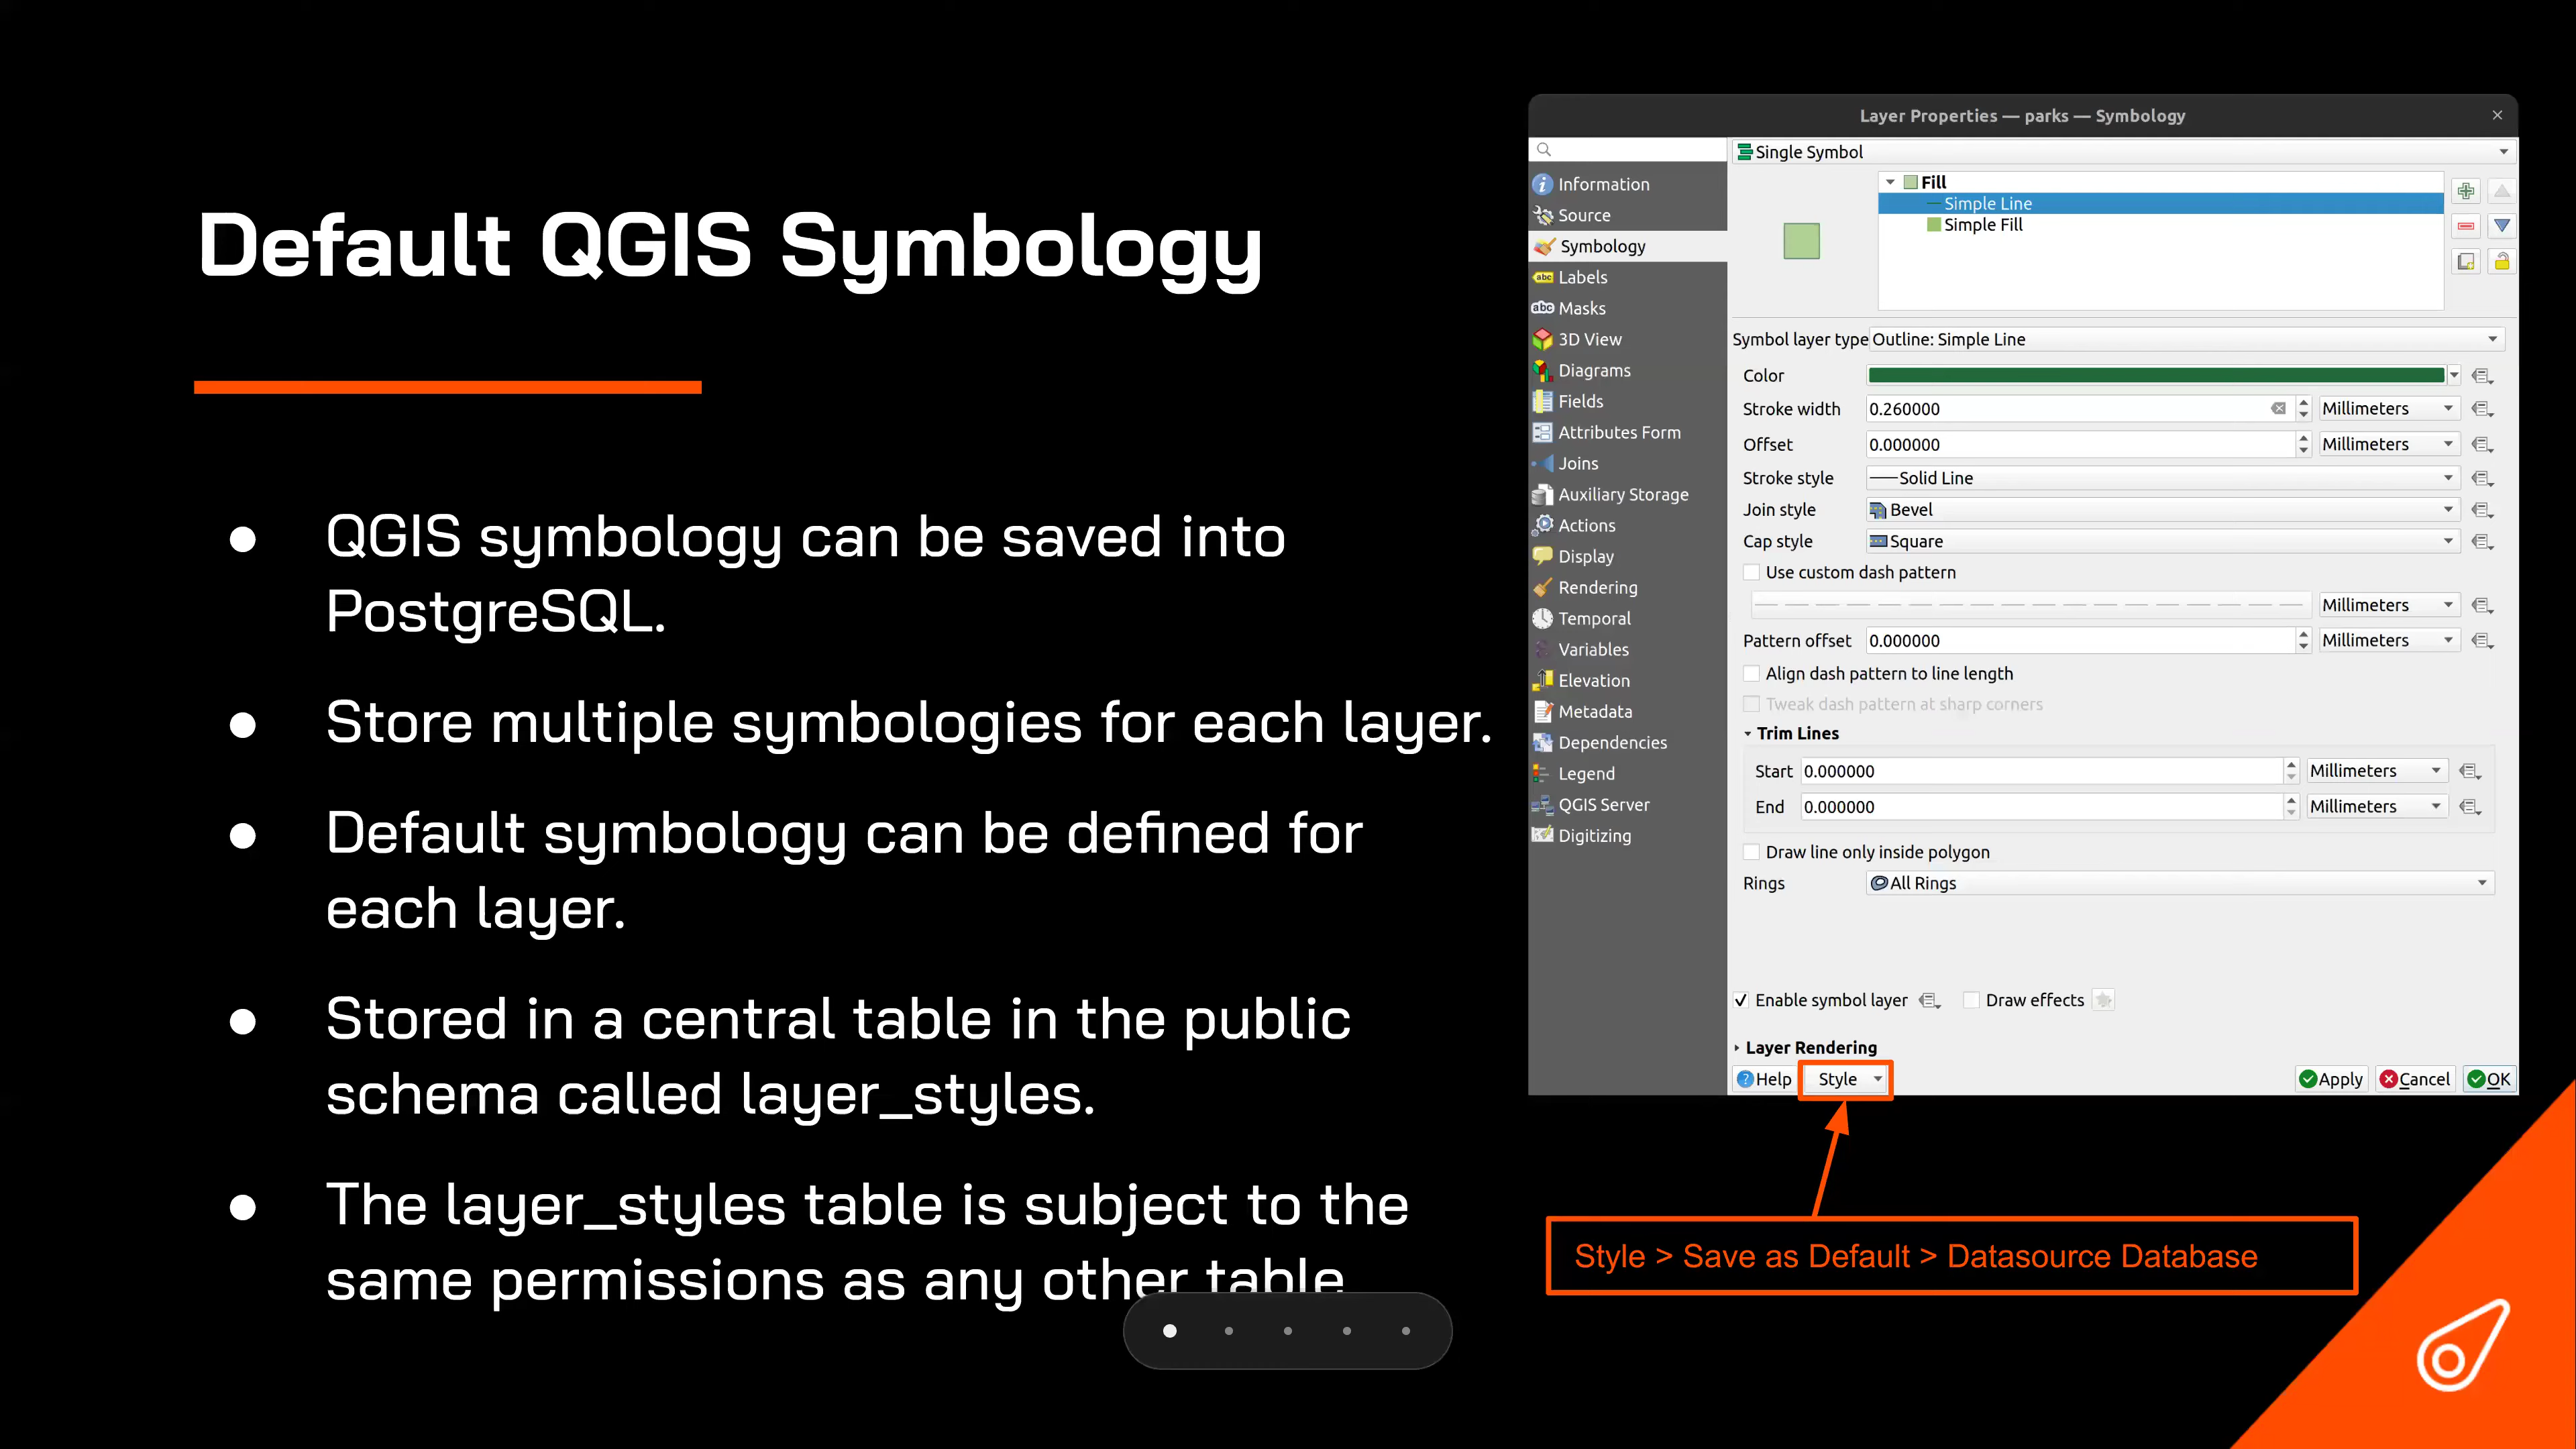 Default QGIS Symbology
● QGIS symbology can be saved into
PostgreSQL.
● Store multiple symbologies for each layer.
● Default symbology can be defined for
each layer.
● Stored in a central table in the public
schema called layer_styles.
● The layer_styles table is subject to the
same permissions as any other table
Layer Properties — parks — Symbology
Information
Source
Symbology
Labels
Masks
3D View
Diagrams
Fields
Attributes Form
Joins
Auxiliary Storage
Actions
Display
Rendering
Temporal
Variables
Elevation
Metadata
Dependencies
Legend
QGIS Server
Digitizing
Single Symbol
Fill
Simple Line
Simple Fill
Symbol layer type Outline: Simple Line
Color
Stroke width 0.260000 Millimeters
Offset 0.000000 Millimeters
Stroke style Solid Line
Join style Bevel
Cap style Square
Use custom dash pattern
Millimeters
Pattern offset 0.000000 Millimeters
Align dash pattern to line length
Tweak dash pattern at sharp corners
Trim Lines
Start 0.000000 Millimeters
End 0.000000 Millimeters
Draw line only inside polygon
Rings All Rings
Enable symbol layer Draw effects
Layer Rendering
Help Style Apply Cancel OK
Style > Save as Default > Datasource Database